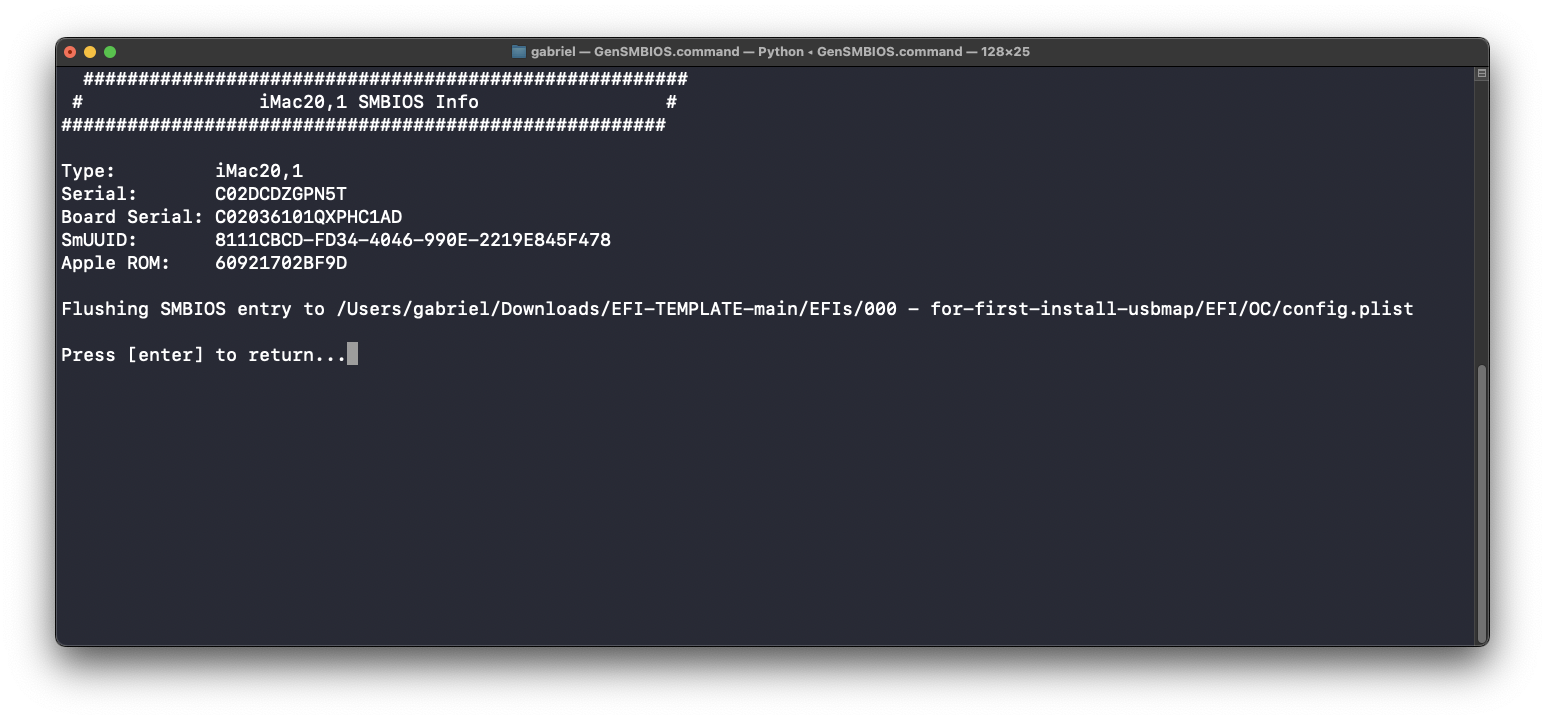 gabriel — GenSMBIOS.command — Python ◂ GenSMBIOS.command — 128×25
#######################################################
# iMac20,1 SMBIOS Info #
#######################################################
Type: iMac20,1
Serial: C02DCDZGPN5T
Board Serial: C02036101QXPHC1AD
SmUUID: 8111CBCD-FD34-4046-990E-2219E845F478
Apple ROM: 60921702BF9D
Flushing SMBIOS entry to /Users/gabriel/Downloads/EFI-TEMPLATE-main/EFIs/000 - for-first-install-usbmap/EFI/OC/config.plist
Press [enter] to return...